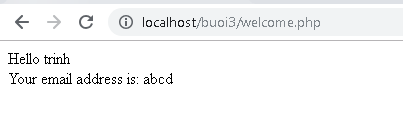 localhost/buoi3/welcome.php
Hello trinh
Your email address is: abcd